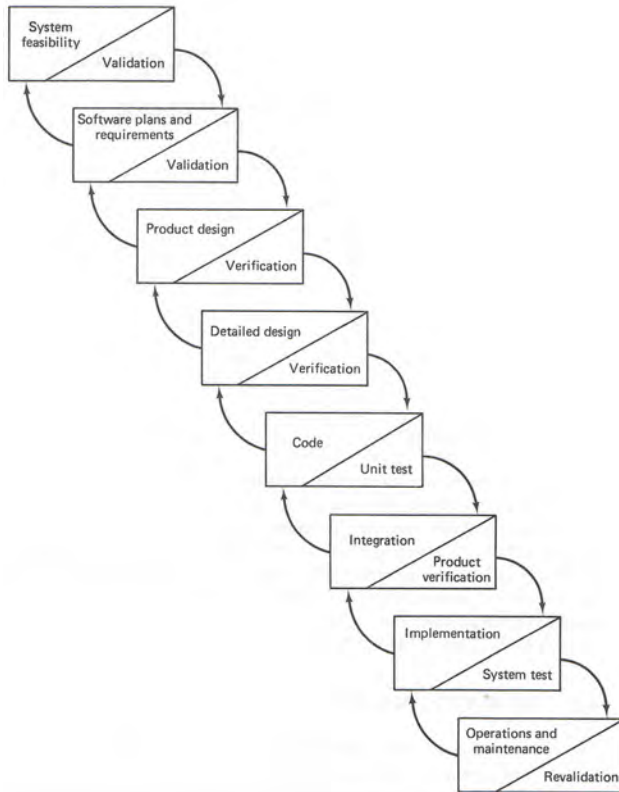 System
feasibility
Validation
Software plans and
requirements
Validation
Product design
Verification
Detailed design
Verification
Code
Unit test
Integration
Product
verification
Implementation
System test
Operations and
maintenance
Revalidation